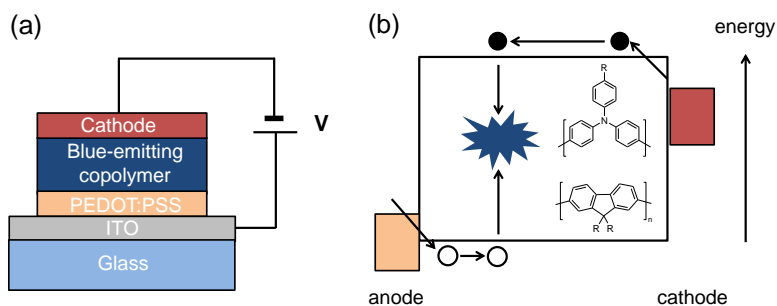 (a)
Cathode
Blue-emitting
copolymer
PEDOT:PSS
ITO
Glass
V
(b)
energy
R
N
n
R R
anode
cathode